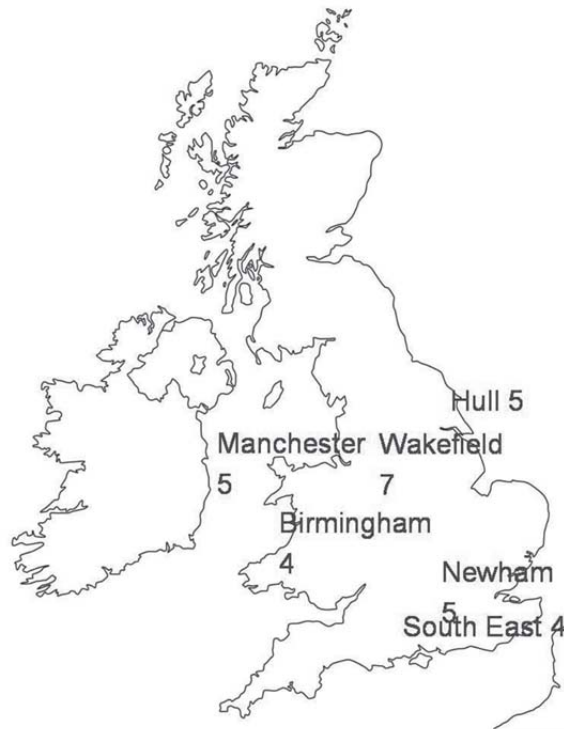 Hull 5
Manchester
5
Wakefield
7
Birmingham
4
Newham
5
South East 4